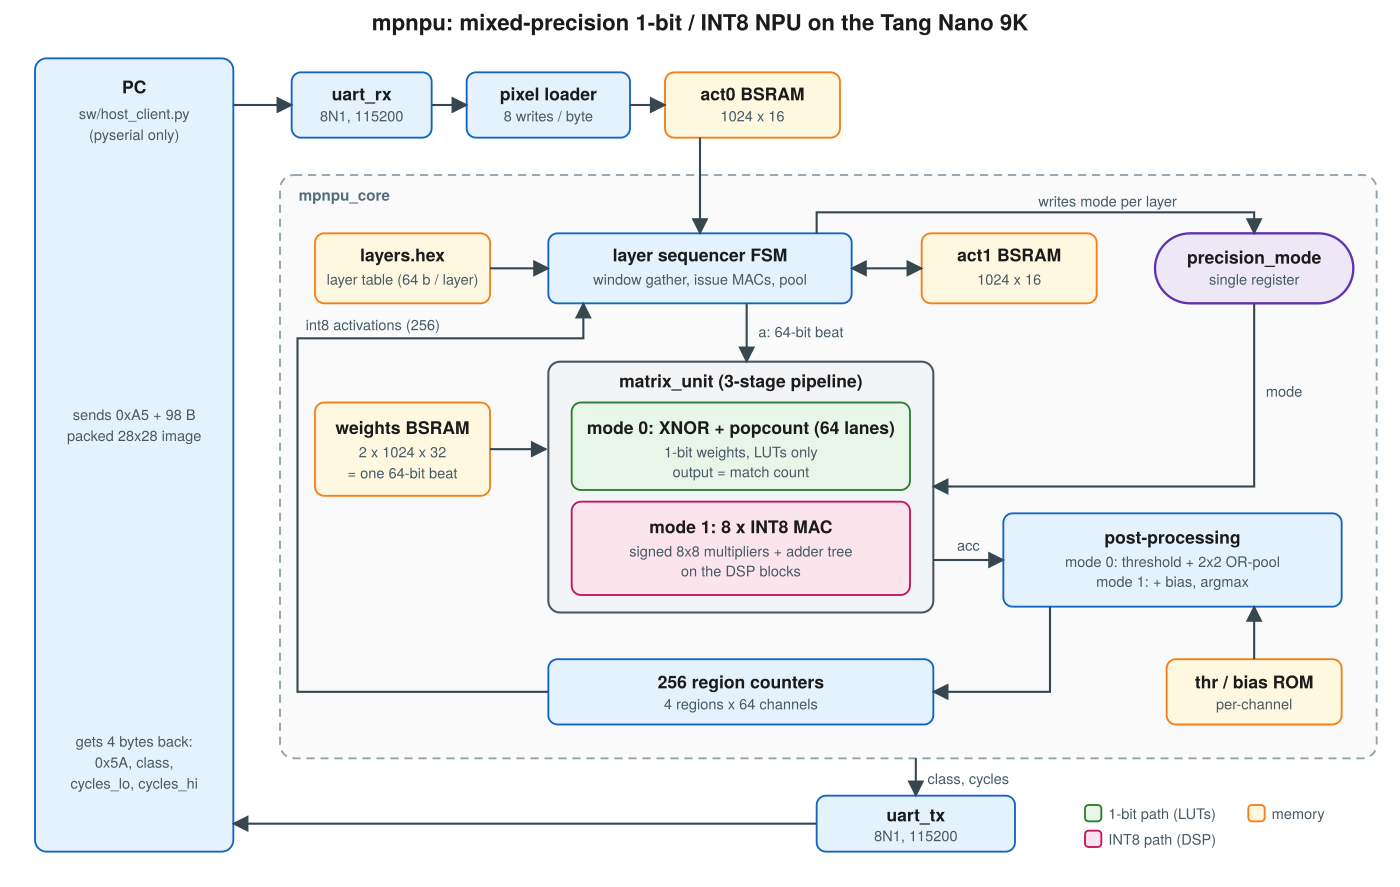 mpnpu: mixed-precision 1-bit / INT8 NPU on the Tang Nano 9K
PC
sw/host_client.py
(pyserial only)
uart_rx
8N1, 115200
pixel loader
8 writes / byte
act0 BSRAM
1024 x 16
mpnpu_core
writes mode per layer
layers.hex
layer table (64 b / layer)
layer sequencer FSM
window gather, issue MACs, pool
act1 BSRAM
1024 x 16
precision_mode
single register
int8 activations (256)
a: 64-bit beat
matrix_unit (3-stage pipeline)
mode
sends 0xA5 + 98 B
packed 28x28 image
weights BSRAM
2 x 1024 x 32
= one 64-bit beat
mode 0: XNOR + popcount (64 lanes)
1-bit weights, LUTs only
output = match count
mode 1: 8 x INT8 MAC
signed 8x8 multipliers + adder tree
on the DSP blocks
acc
post-processing
mode 0: threshold + 2x2 OR-pool
mode 1: + bias, argmax
256 region counters
4 regions x 64 channels
thr / bias ROM
per-channel
gets 4 bytes back:
0x5A, class,
cycles_lo, cycles_hi
class, cycles
uart_tx
8N1, 115200
1-bit path (LUTs)
memory
INT8 path (DSP)